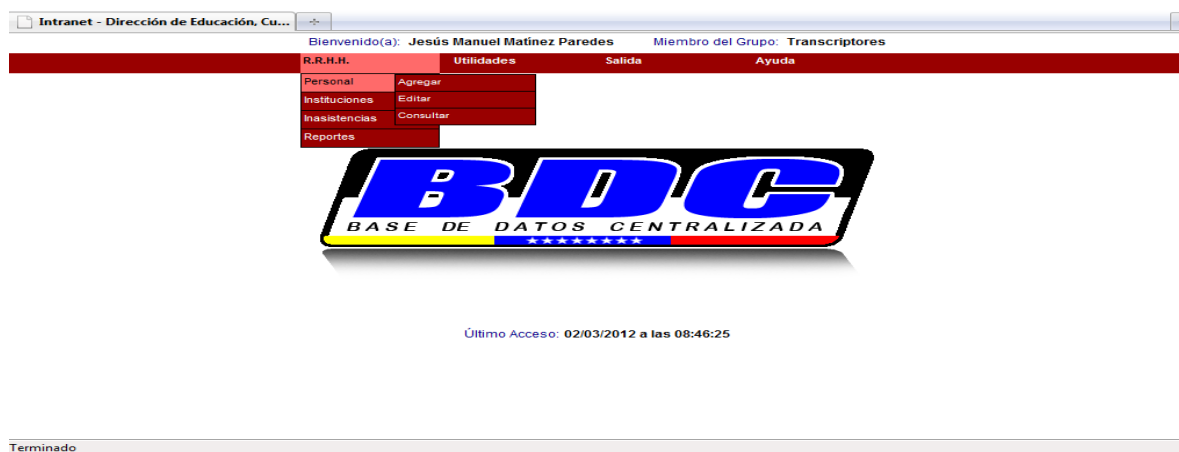 Intranet - Dirección de Educación, Cu...
Bienvenido(a): Jesús Manuel Matínez Paredes Miembro del Grupo: Transcriptores
R.R.H.H. Utilidades Salida Ayuda
Personal Agregar
Instituciones Editar
Inasistencias Consultar
Reportes
BDC
BASE DE DATOS CENTRALIZADA
Último Acceso: 02/03/2012 a las 08:46:25
Terminado